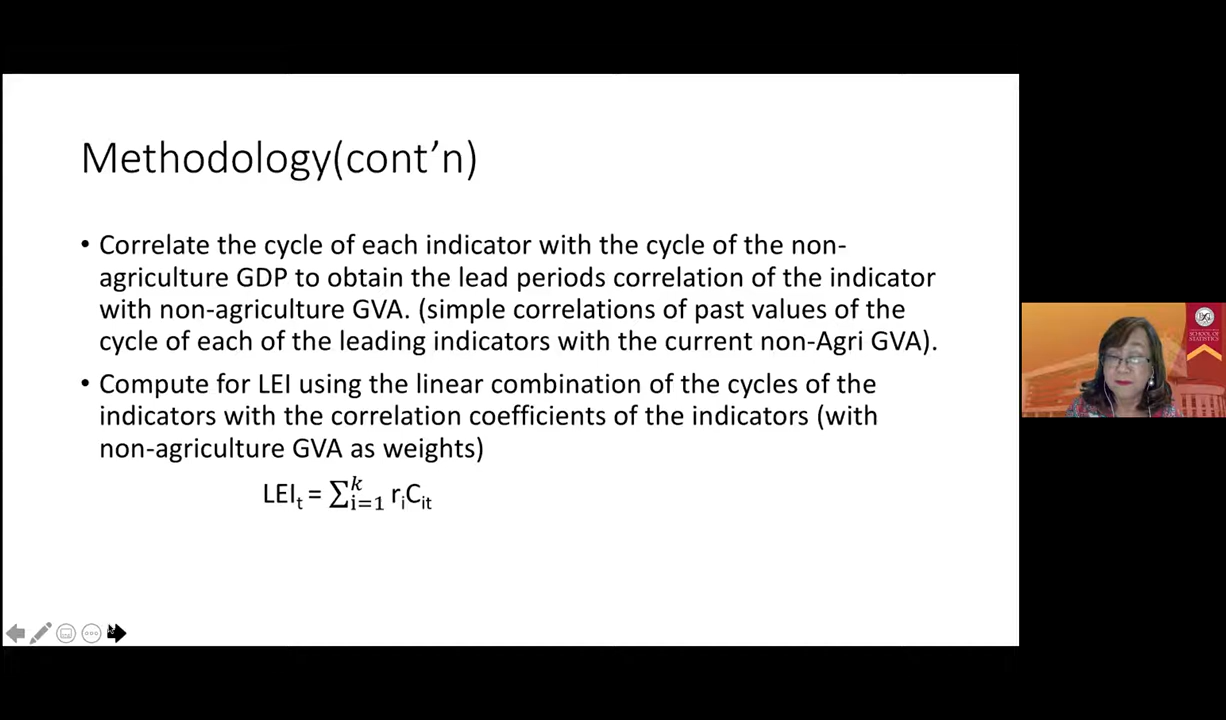 Methodology(cont’n)
• Correlate the cycle of each indicator with the cycle of the non-
agriculture GDP to obtain the lead periods correlation of the indicator
with non-agriculture GVA. (simple correlations of past values of the
cycle of each of the leading indicators with the current non-Agri GVA).
• Compute for LEI using the linear combination of the cycles of the
indicators with the correlation coefficients of the indicators (with
non-agriculture GVA as weights)
LEIₜ = ∑ᵏᵢ₌₁ rᵢCᵢₜ
SCHOOL OF
STATISTICS